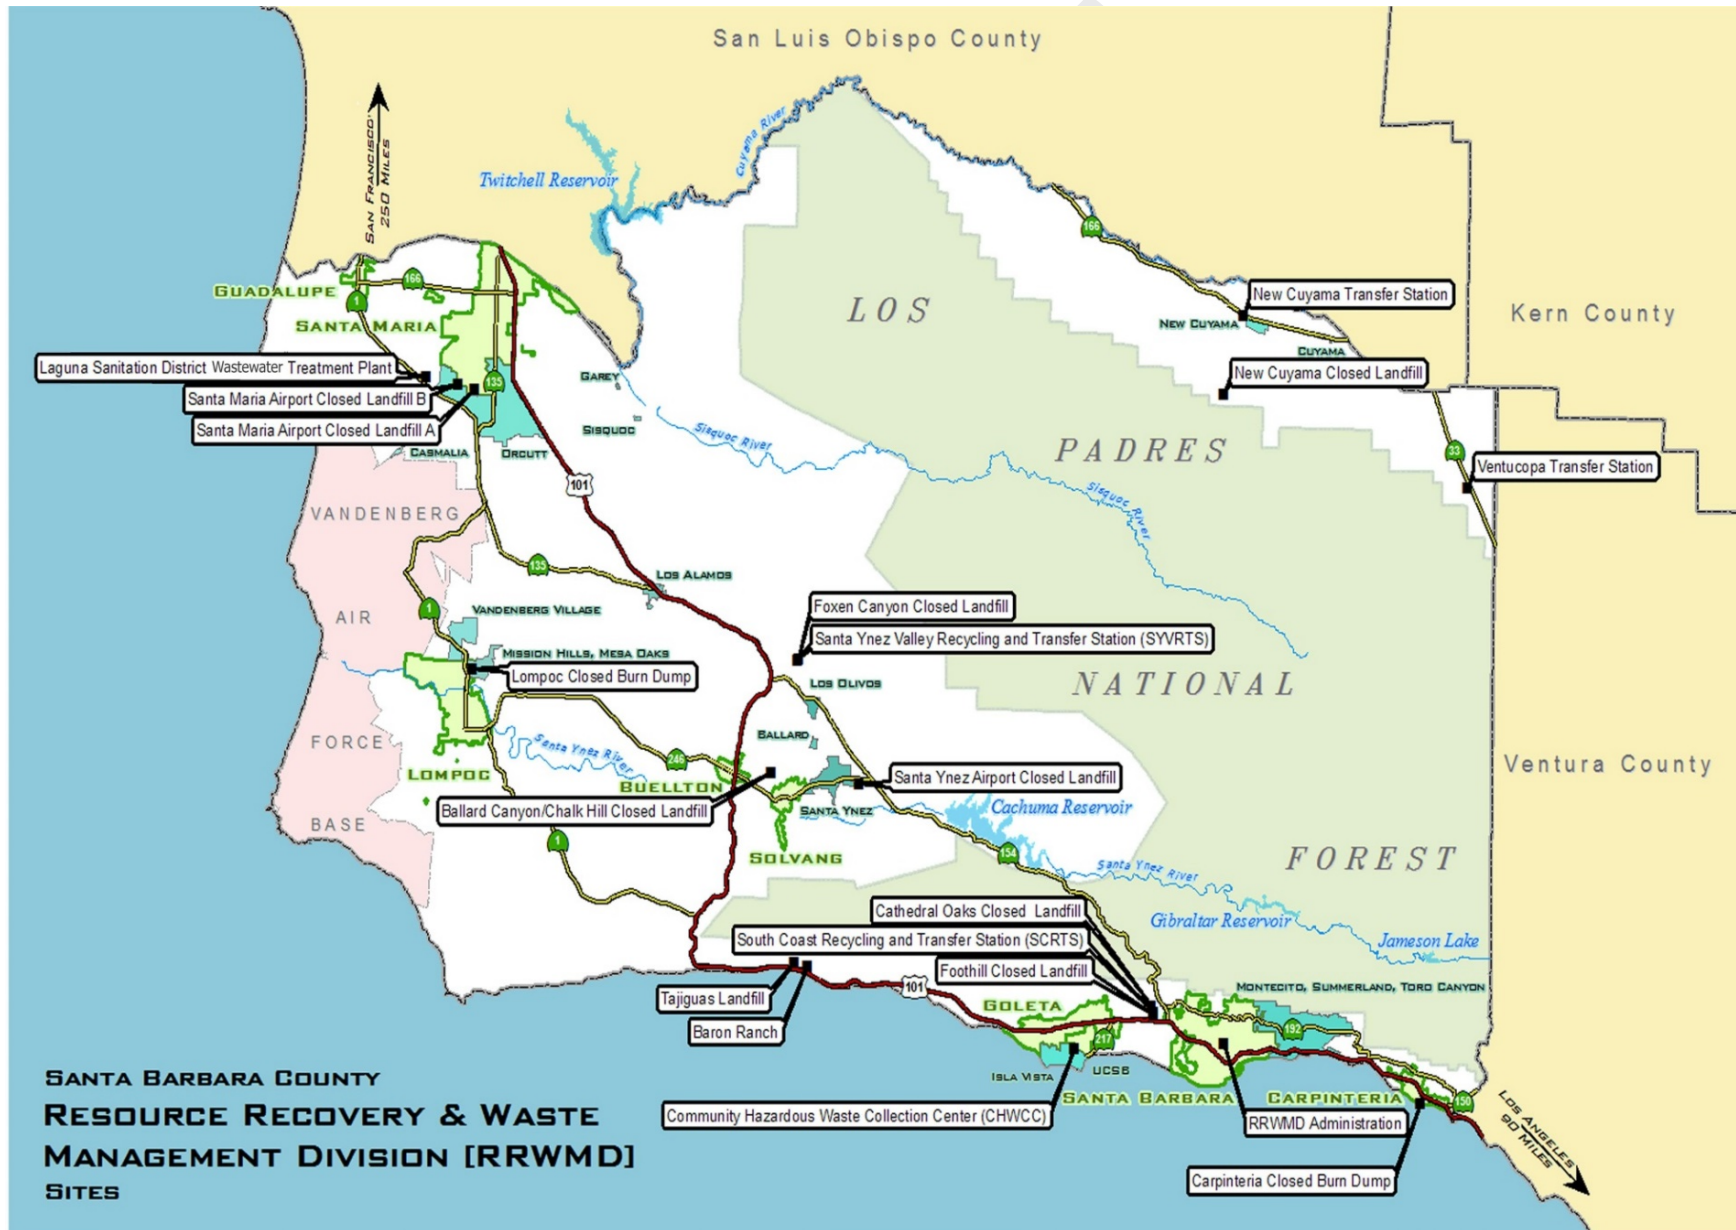 San Luis Obispo County
SAN FRANCISCO
250 MILES
Cuyama River
Twitchell Reservoir
166
LOS
GUADALUPE
166
1
New Cuyama Transfer Station
NEW CUYAMA
Kern County
SANTA MARIA
CUYAMA
Laguna Sanitation District Wastewater Treatment Plant
135
GAREY
New Cuyama Closed Landfill
Santa Maria Airport Closed Landfill B
Santa Maria Airport Closed Landfill A
SISQUOC
Sisquoc River
PADRES
CASMALIA
ORCUTT
33
Ventucopa Transfer Station
101
Sisquoc River
VANDENBERG
135
LOS ALAMOS
1
VANDENBERG VILLAGE
Foxen Canyon Closed Landfill
AIR
Santa Ynez Valley Recycling and Transfer Station (SYVRTS)
MISSION HILLS, MESA OAKS
Lompoc Closed Burn Dump
LOS OLIVOS
NATIONAL
FORCE
Santa Ynez River
BALLARD
246
LOMPOC
BUELLTON
Santa Ynez Airport Closed Landfill
Ventura County
Ballard Canyon/Chalk Hill Closed Landfill
SANTA YNEZ
Cachuma Reservoir
BASE
1
SOLVANG
154
FOREST
Santa Ynez River
Cathedral Oaks Closed Landfill
Gibraltar Reservoir
South Coast Recycling and Transfer Station (SCRTS)
Jameson Lake
Foothill Closed Landfill
Tajiguas Landfill
101
MONTECITO, SUMMERLAND, TORO CANYON
GOLETA
Baron Ranch
217
192
ISLA VISTA
UCSB
SANTA BARBARA
CARPINTERIA
150
LOS ANGELES
90 MILES
Community Hazardous Waste Collection Center (CHWCC)
RRWMD Administration
Carpinteria Closed Burn Dump
SANTA BARBARA COUNTY
RESOURCE RECOVERY & WASTE
MANAGEMENT DIVISION [RRWMD]
SITES